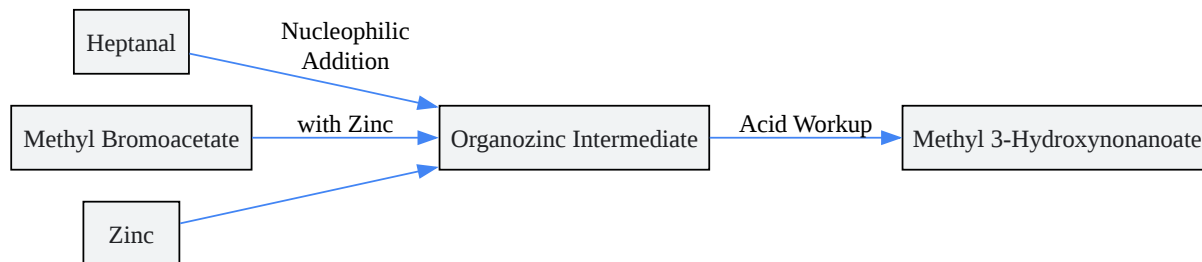 Heptanal
Nucleophilic
Addition
Methyl Bromoacetate
with Zinc
Organozinc Intermediate
Acid Workup
Methyl 3-Hydroxynonanoate
Zinc